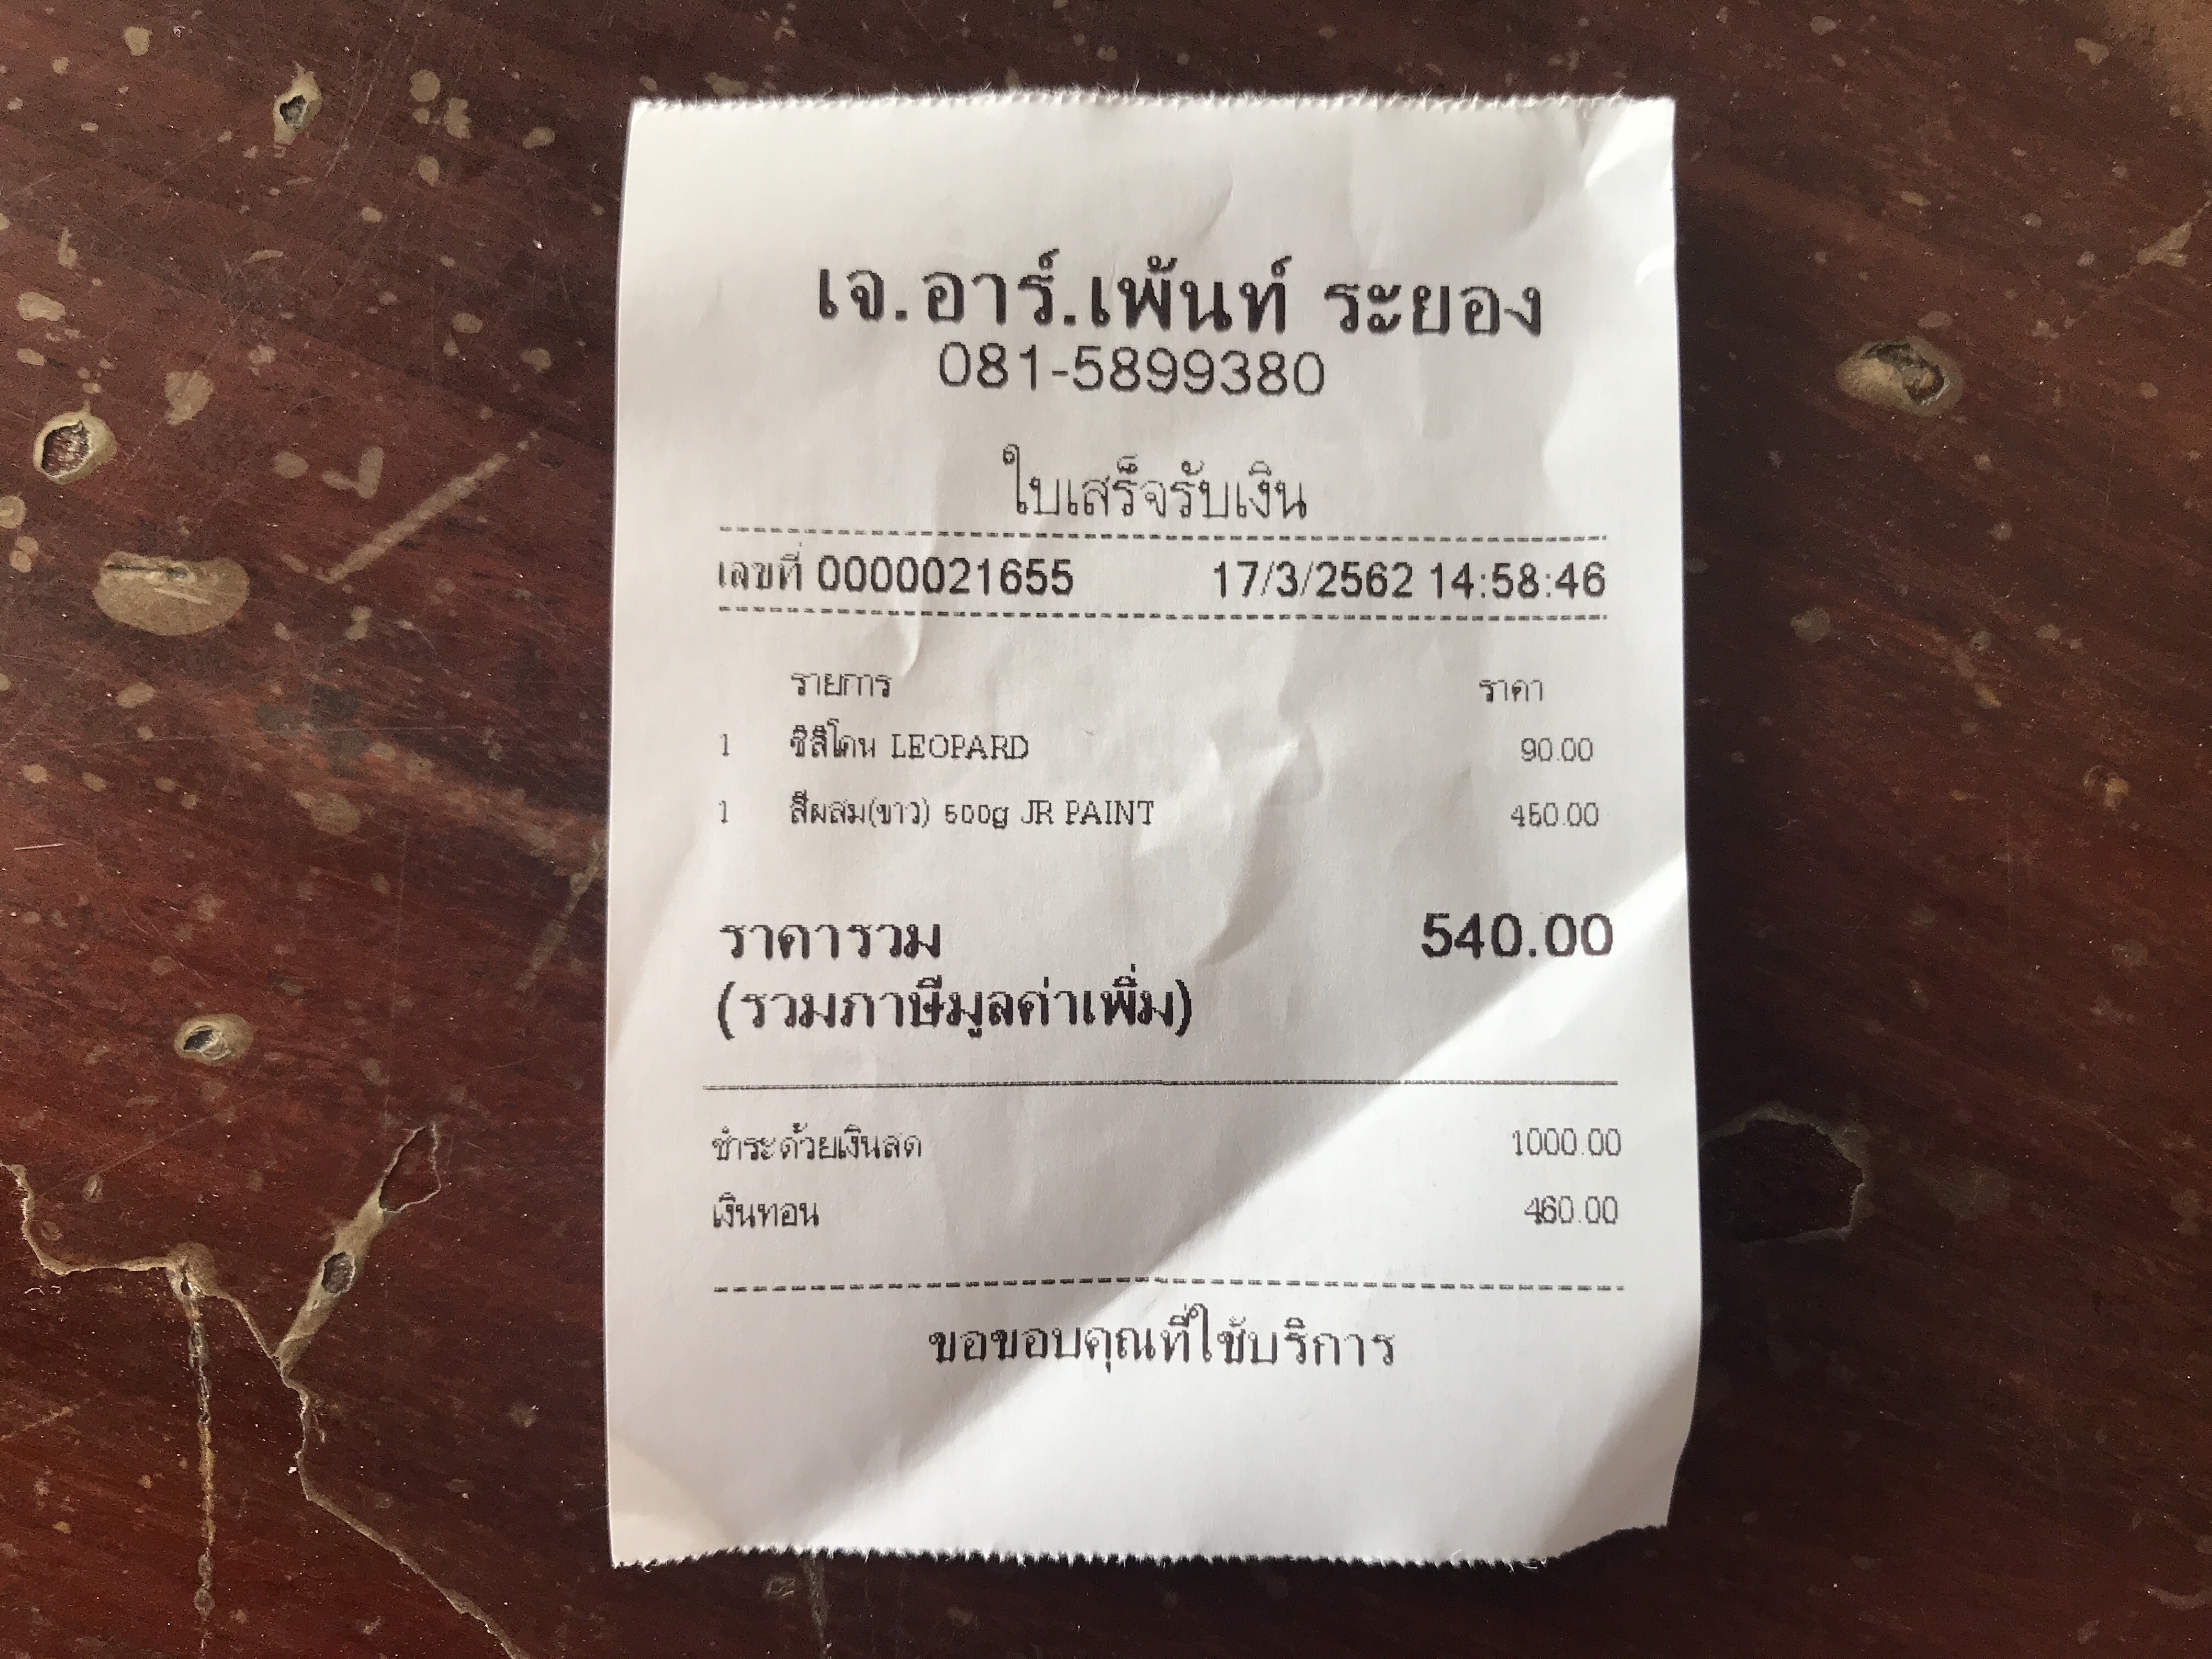 เจ.อาร์.เพ้นท์ ระยอง
081-5899380
ใบเสร็จรับเงิน
เลขที่ 0000021655 17/3/2562 14:58:46
รายการ ราคา
1 ซิลิโคน LEOPARD 90.00
1 สีผสม(ขาว) 500g JR PAINT 450.00
ราคารวม 540.00
(รวมภาษีมูลค่าเพิ่ม)
ชำระด้วยเงินสด 1000.00
เงินทอน 460.00
ขอขอบคุณที่ใช้บริการ